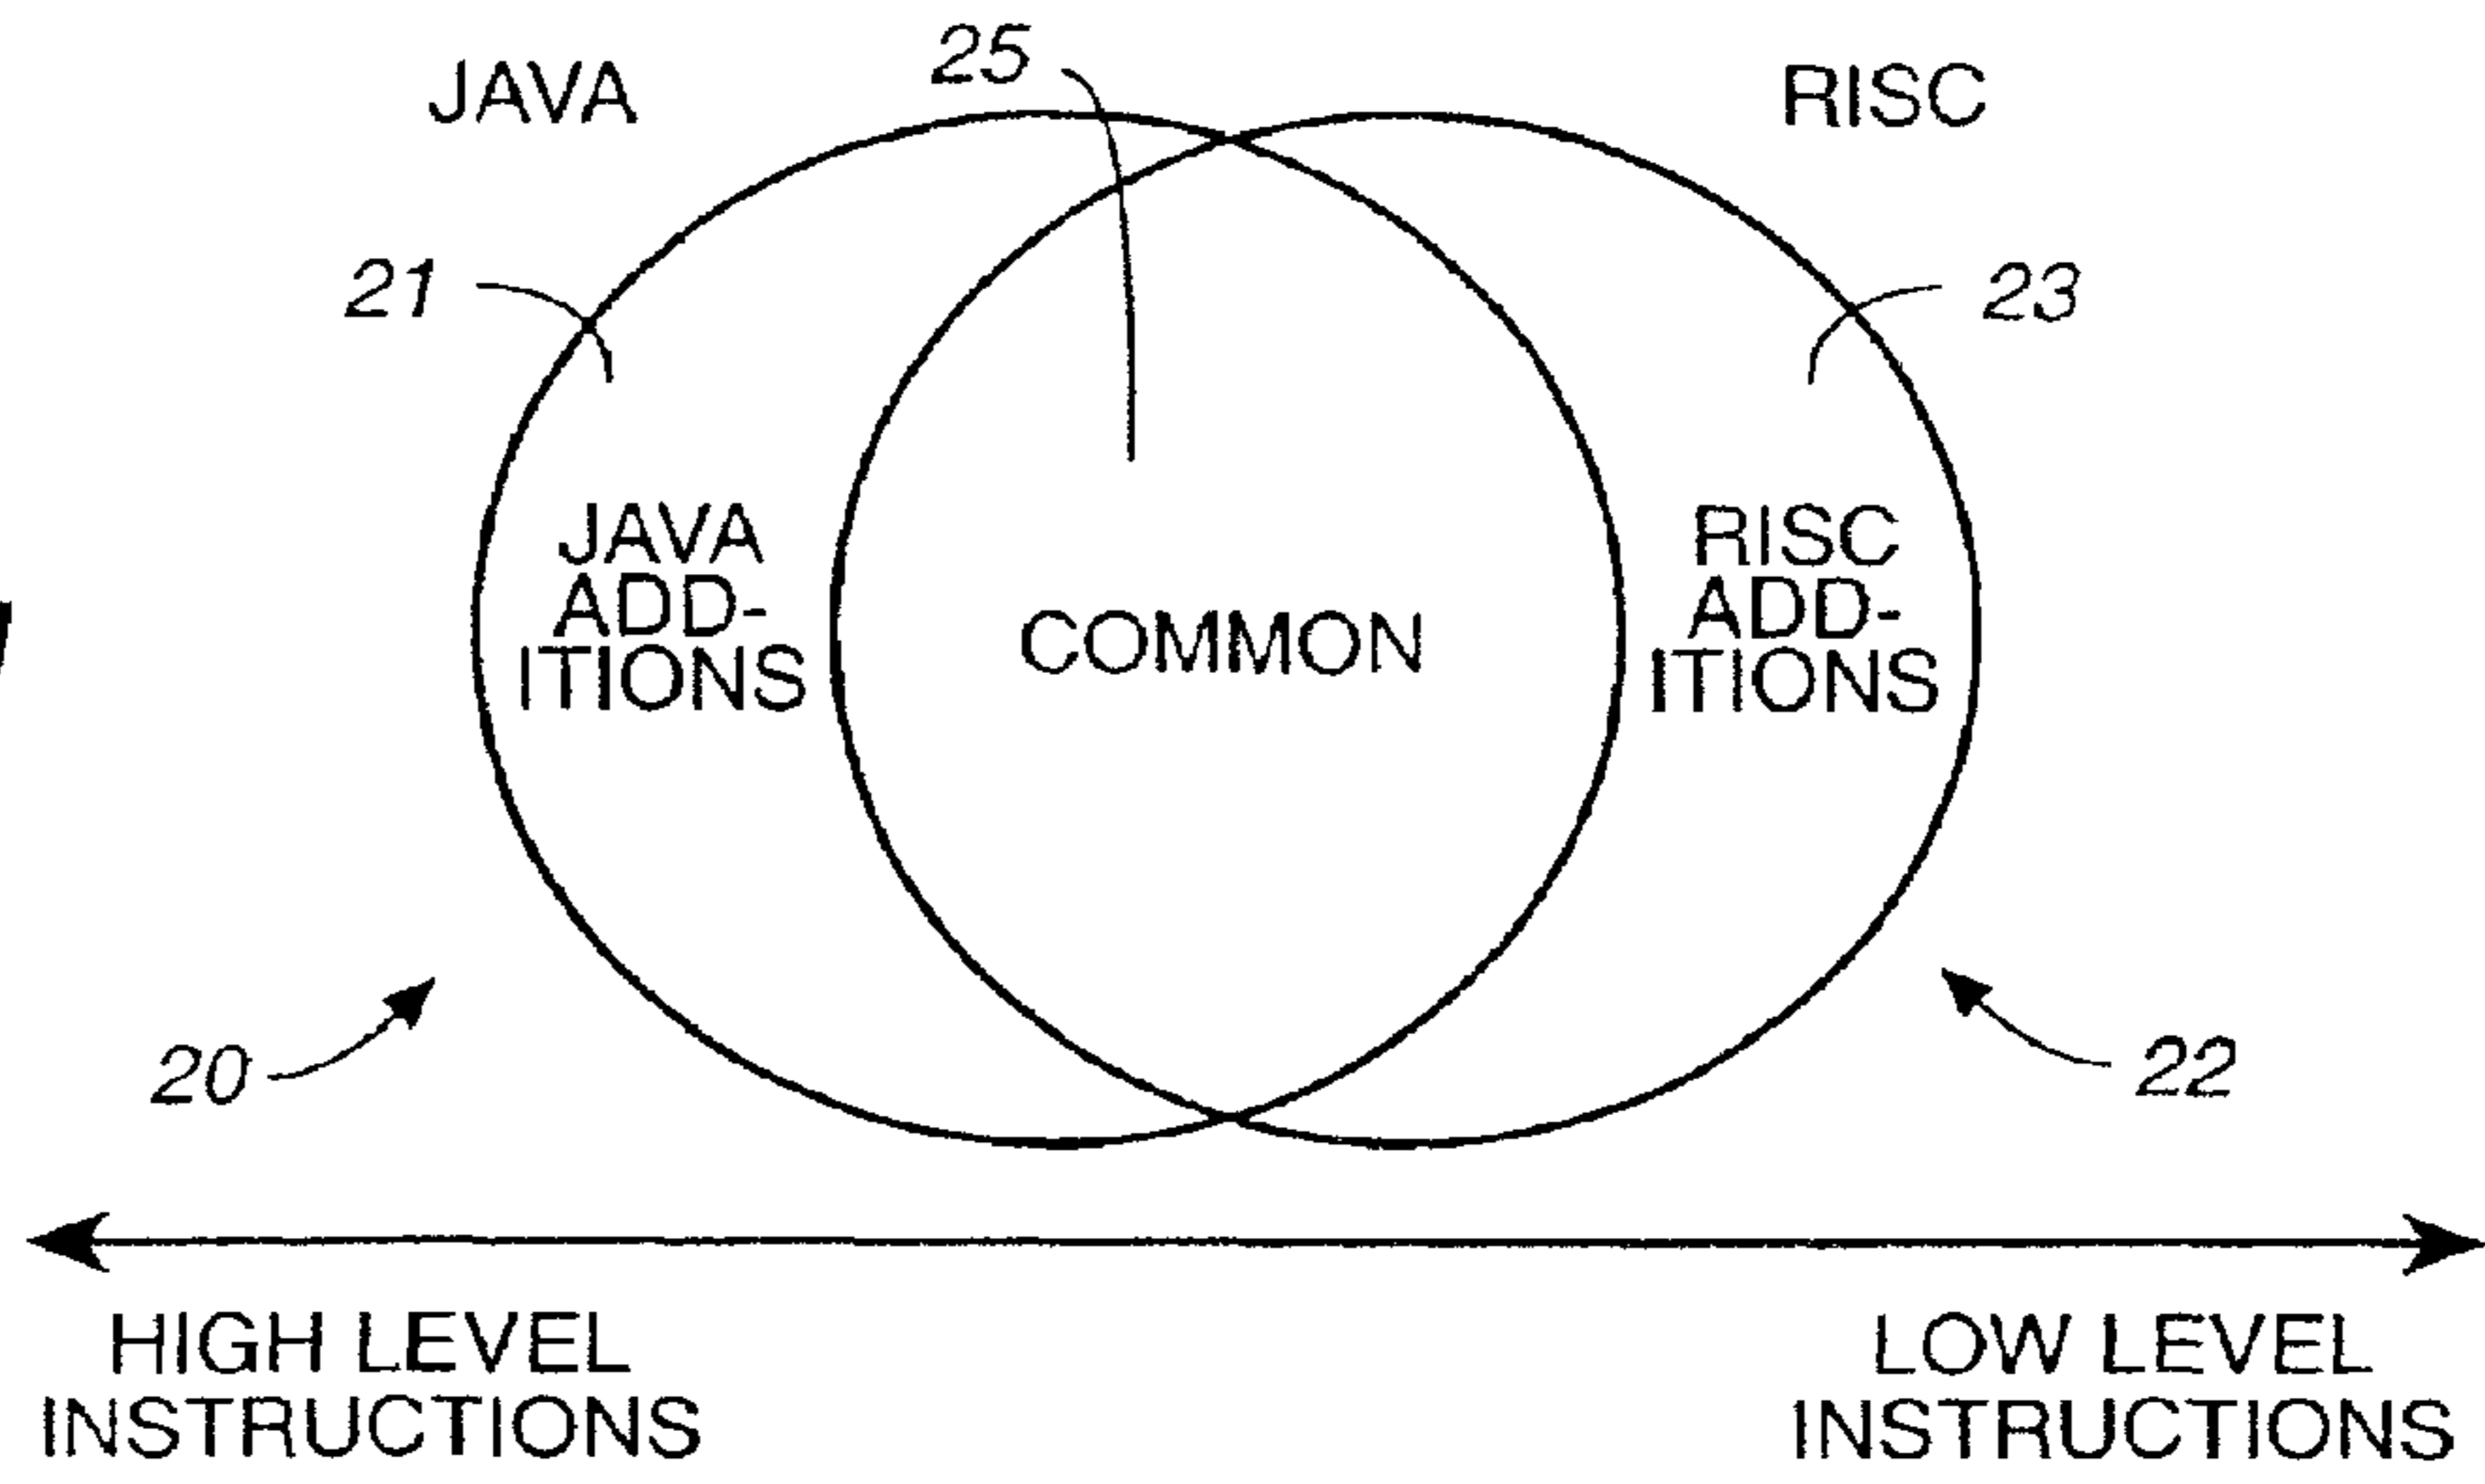 25
JAVA
RISC
21
23
JAVA
ADD-
ITIONS
COMMON
RISC
ADD-
ITIONS
20
22
HIGH LEVEL
INSTRUCTIONS
LOW LEVEL
INSTRUCTIONS